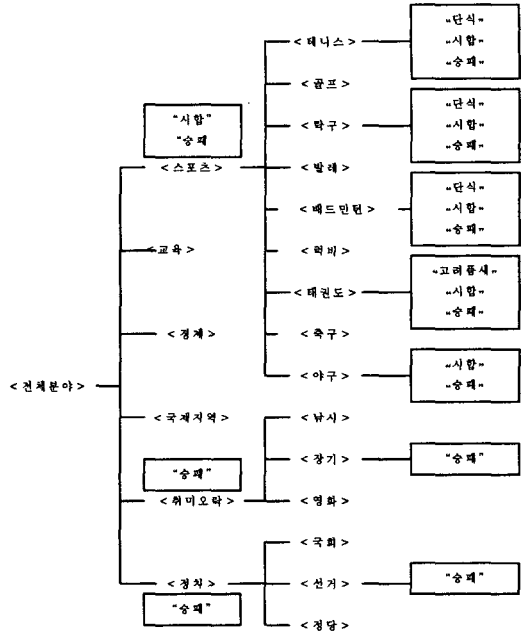 "단식"
<테니스>
"시합"
"승패"
<골프>
"시합"
"승패
"단식"
<탁구>
"시합"
"승패"
<스포츠>
<발레>
"단식"
<배드민턴>
"시합"
"승패"
<교육>
<럭비>
"고려품새"
<태권도>
"시합"
"승패"
<경제>
<축구>
"시합"
<야구>
"승패"
<전체분야>
<국제지역>
<낚시>
"승패"
<장기>
"승패"
<취미오락>
<영화>
<국회>
<정치>
<선거>
"승패"
"승패"
<정당>